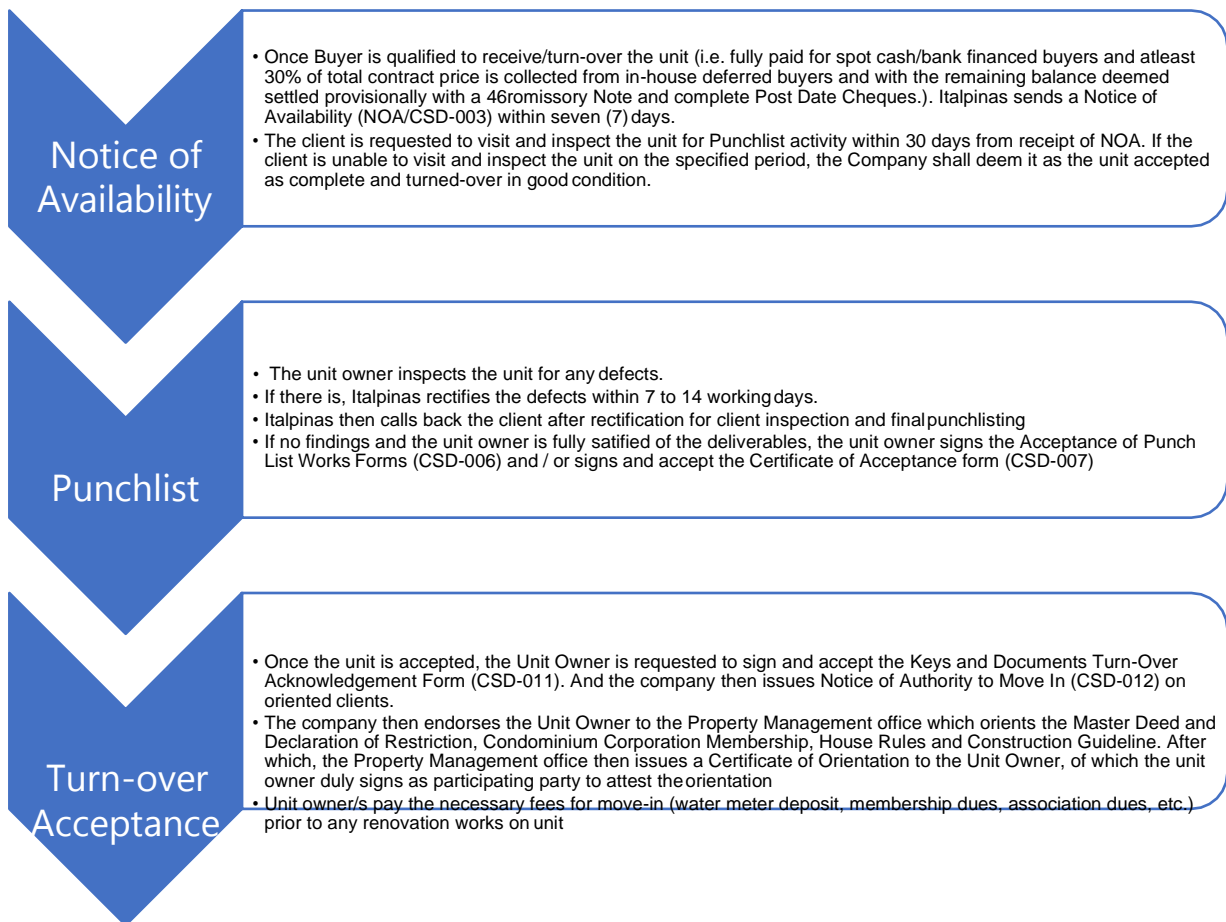 Notice of
Availability
• Once Buyer is qualified to receive/turn-over the unit (i.e. fully paid for spot cash/bank financed buyers and atleast
30% of total contract price is collected from in-house deferred buyers and with the remaining balance deemed
settled provisionally with a 46romissory Note and complete Post Date Cheques.). Italpinas sends a Notice of
Availability (NOA/CSD-003) within seven (7) days.
• The client is requested to visit and inspect the unit for Punchlist activity within 30 days from receipt of NOA. If the
client is unable to visit and inspect the unit on the specified period, the Company shall deem it as the unit accepted
as complete and turned-over in good condition.
Punchlist
• The unit owner inspects the unit for any defects.
• If there is, Italpinas rectifies the defects within 7 to 14 workingdays.
• Italpinas then calls back the client after rectification for client inspection and finalpunchlisting
• If no findings and the unit owner is fully satified of the deliverables, the unit owner signs the Acceptance of Punch
List Works Forms (CSD-006) and / or signs and accept the Certificate of Acceptance form (CSD-007)
Turn-over
Acceptance
• Once the unit is accepted, the Unit Owner is requested to sign and accept the Keys and Documents Turn-Over
Acknowledgement Form (CSD-011). And the company then issues Notice of Authority to Move In (CSD-012) on
oriented clients.
• The company then endorses the Unit Owner to the Property Management office which orients the Master Deed and
Declaration of Restriction, Condominium Corporation Membership, House Rules and Construction Guideline. After
which, the Property Management office then issues a Certificate of Orientation to the Unit Owner, of which the unit
owner duly signs as participating party to attest theorientation
• Unit owner/s pay the necessary fees for move-in (water meter deposit, membership dues, association dues, etc.)
prior to any renovation works on unit